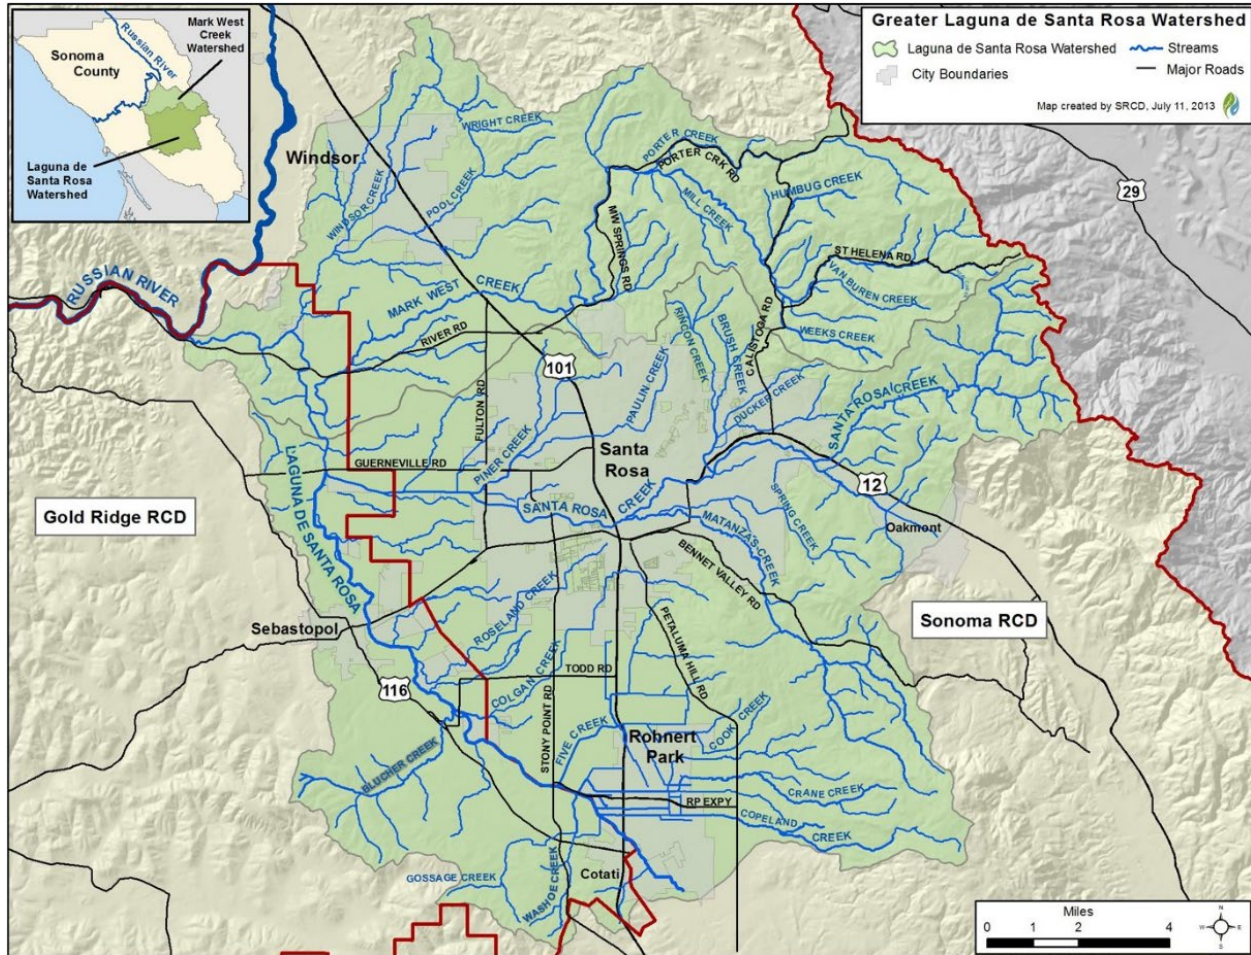 Mark West
Creek
Watershed
Sonoma
County
Russian River
Laguna de
Santa Rosa
Watershed
Greater Laguna de Santa Rosa Watershed
Laguna de Santa Rosa Watershed
Streams
City Boundaries
Major Roads
Map created by SRCD, July 11, 2013
WRIGHT CREEK
Windsor
PORTER CREEK
PORTER CRK RD
WINDSOR CREEK
POOL CREEK
MILL CREEK
HUMBUG CREEK
29
MW SPRINGS RD
ST HELENA RD
VAN BUREN CREEK
RUSSIAN RIVER
MARK WEST CREEK
RIVER RD
RINCON CREEK
BRUSH CREEK
CALISTOGA RD
WEEKS CREEK
101
FULTON RD
PAULIN CREEK
DUCKER CREEK
SANTA ROSA CREEK
GUERNEVILLE RD
PINER CREEK
Santa
Rosa
12
LAGUNA DE SANTA ROSA
SANTA ROSA CREEK
MATANZAS CREEK
SPRING CREEK
Oakmont
Gold Ridge RCD
BENNET VALLEY RD
ROSELAND CREEK
Sebastopol
Sonoma RCD
PETALUMA HILL RD
TODD RD
COLGAN CREEK
116
STONY POINT RD
FIVE CREEK
COOK CREEK
Rohnert
Park
BLUCHER CREEK
CRANE CREEK
RP EXPY
COPELAND CREEK
GOSSAGE CREEK
WASHOE CREEK
Cotati
Miles
0 1 2 4
N
W E
S